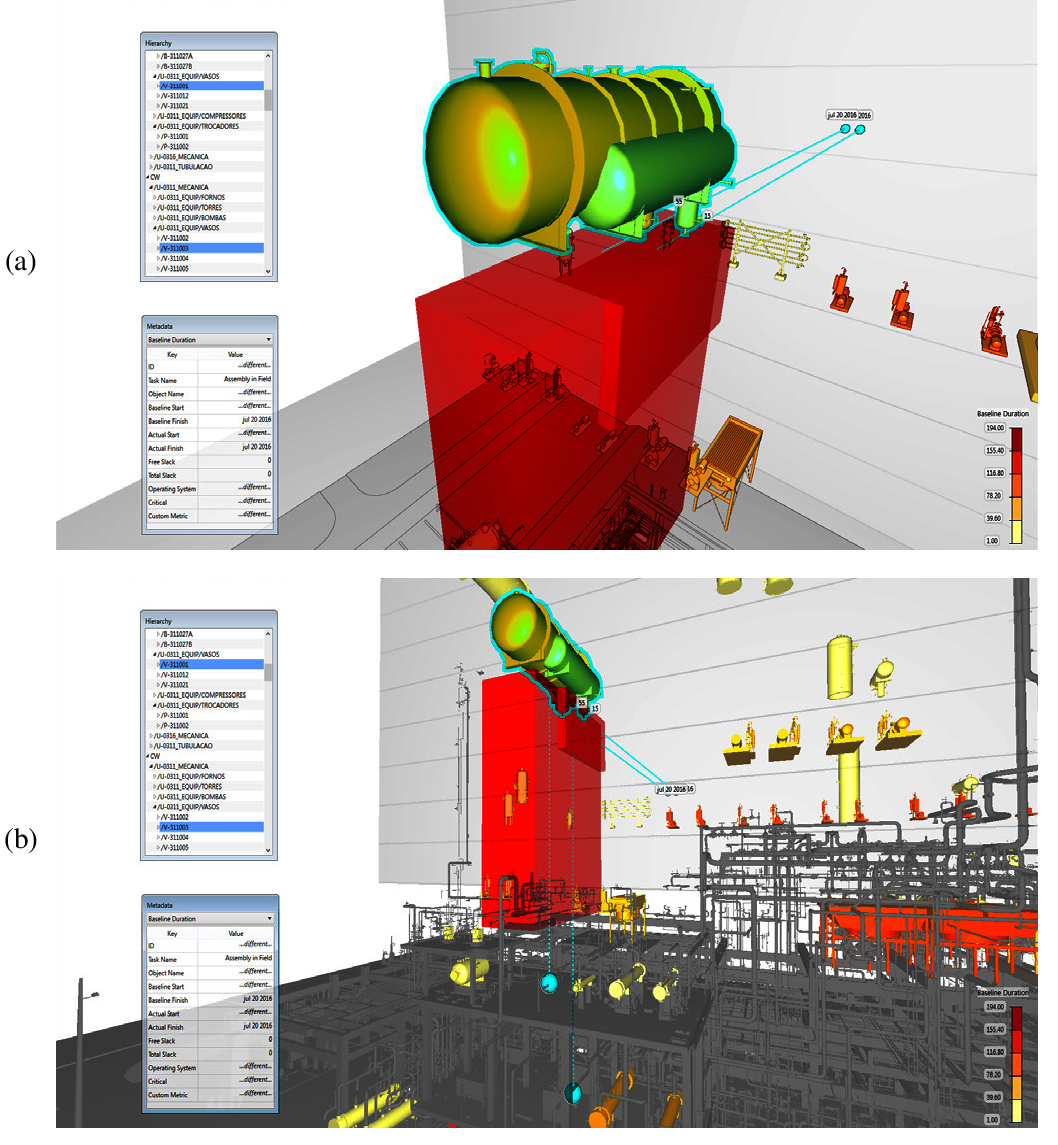 Hierarchy
/B-311027A
/B-311027B
/U-0311_EQUIP/VASOS
/V-311001
/V-311012
/V-311021
/U-0311_EQUIP/COMPRESSORES
/U-0311_EQUIP/TROCADORES
/P-311001
/P-311002
/U-0316_MECANICA
/U-0311_TUBULACAO
CW
/U-0311_MECANICA
/U-0311_EQUIP/FORNOS
/U-0311_EQUIP/TORRES
/U-0311_EQUIP/BOMBAS
/U-0311_EQUIP/VASOS
/V-311002
/V-311003
/V-311004
/V-311005
(a)
Metadata
Baseline Duration
Key Value
ID ...different...
Task Name Assembly in Field
Object Name ...different...
Baseline Start ...different...
Baseline Finish jul 20 2016
Actual Start ...different...
Actual Finish jul 20 2016
Free Slack 0
Total Slack 0
Operating System ...different...
Critical ...different...
Custom Metric ...different...
jul 20 2016 2016
55
15
Baseline Duration
194.00
155.40
116.80
78.20
39.60
1.00
Hierarchy
/B-311027A
/B-311027B
/U-0311_EQUIP/VASOS
/V-311001
/V-311012
/V-311021
/U-0311_EQUIP/COMPRESSORES
/U-0311_EQUIP/TROCADORES
/P-311001
/P-311002
/U-0316_MECANICA
/U-0311_TUBULACAO
CW
/U-0311_MECANICA
/U-0311_EQUIP/FORNOS
/U-0311_EQUIP/TORRES
/U-0311_EQUIP/BOMBAS
/U-0311_EQUIP/VASOS
/V-311002
/V-311003
/V-311004
/V-311005
(b)
Metadata
Baseline Duration
Key Value
ID ...different...
Task Name Assembly in Field
Object Name ...different...
Baseline Start ...different...
Baseline Finish jul 20 2016
Actual Start ...different...
Actual Finish jul 20 2016
Free Slack 0
Total Slack 0
Operating System ...different...
Critical ...different...
Custom Metric ...different...
55
15
jul 20 2016 16
Baseline Duration
194.00
155.40
116.80
78.20
39.60
1.00